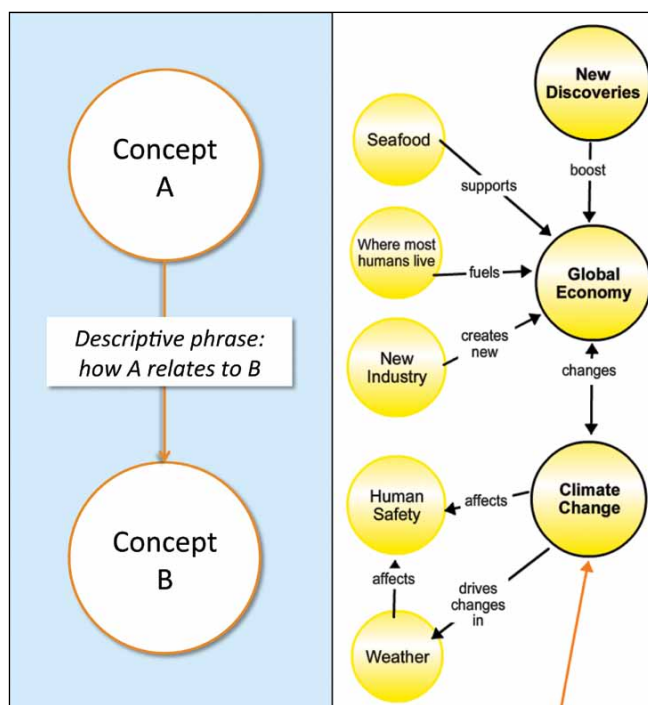 Concept
A
Descriptive phrase:
how A relates to B
Concept
B
New
Discoveries
Seafood
boost
supports
Where most
humans live
fuels
Global
Economy
creates
new
New
Industry
changes
Human
Safety
affects
Climate
Change
affects
drives
changes
in
Weather